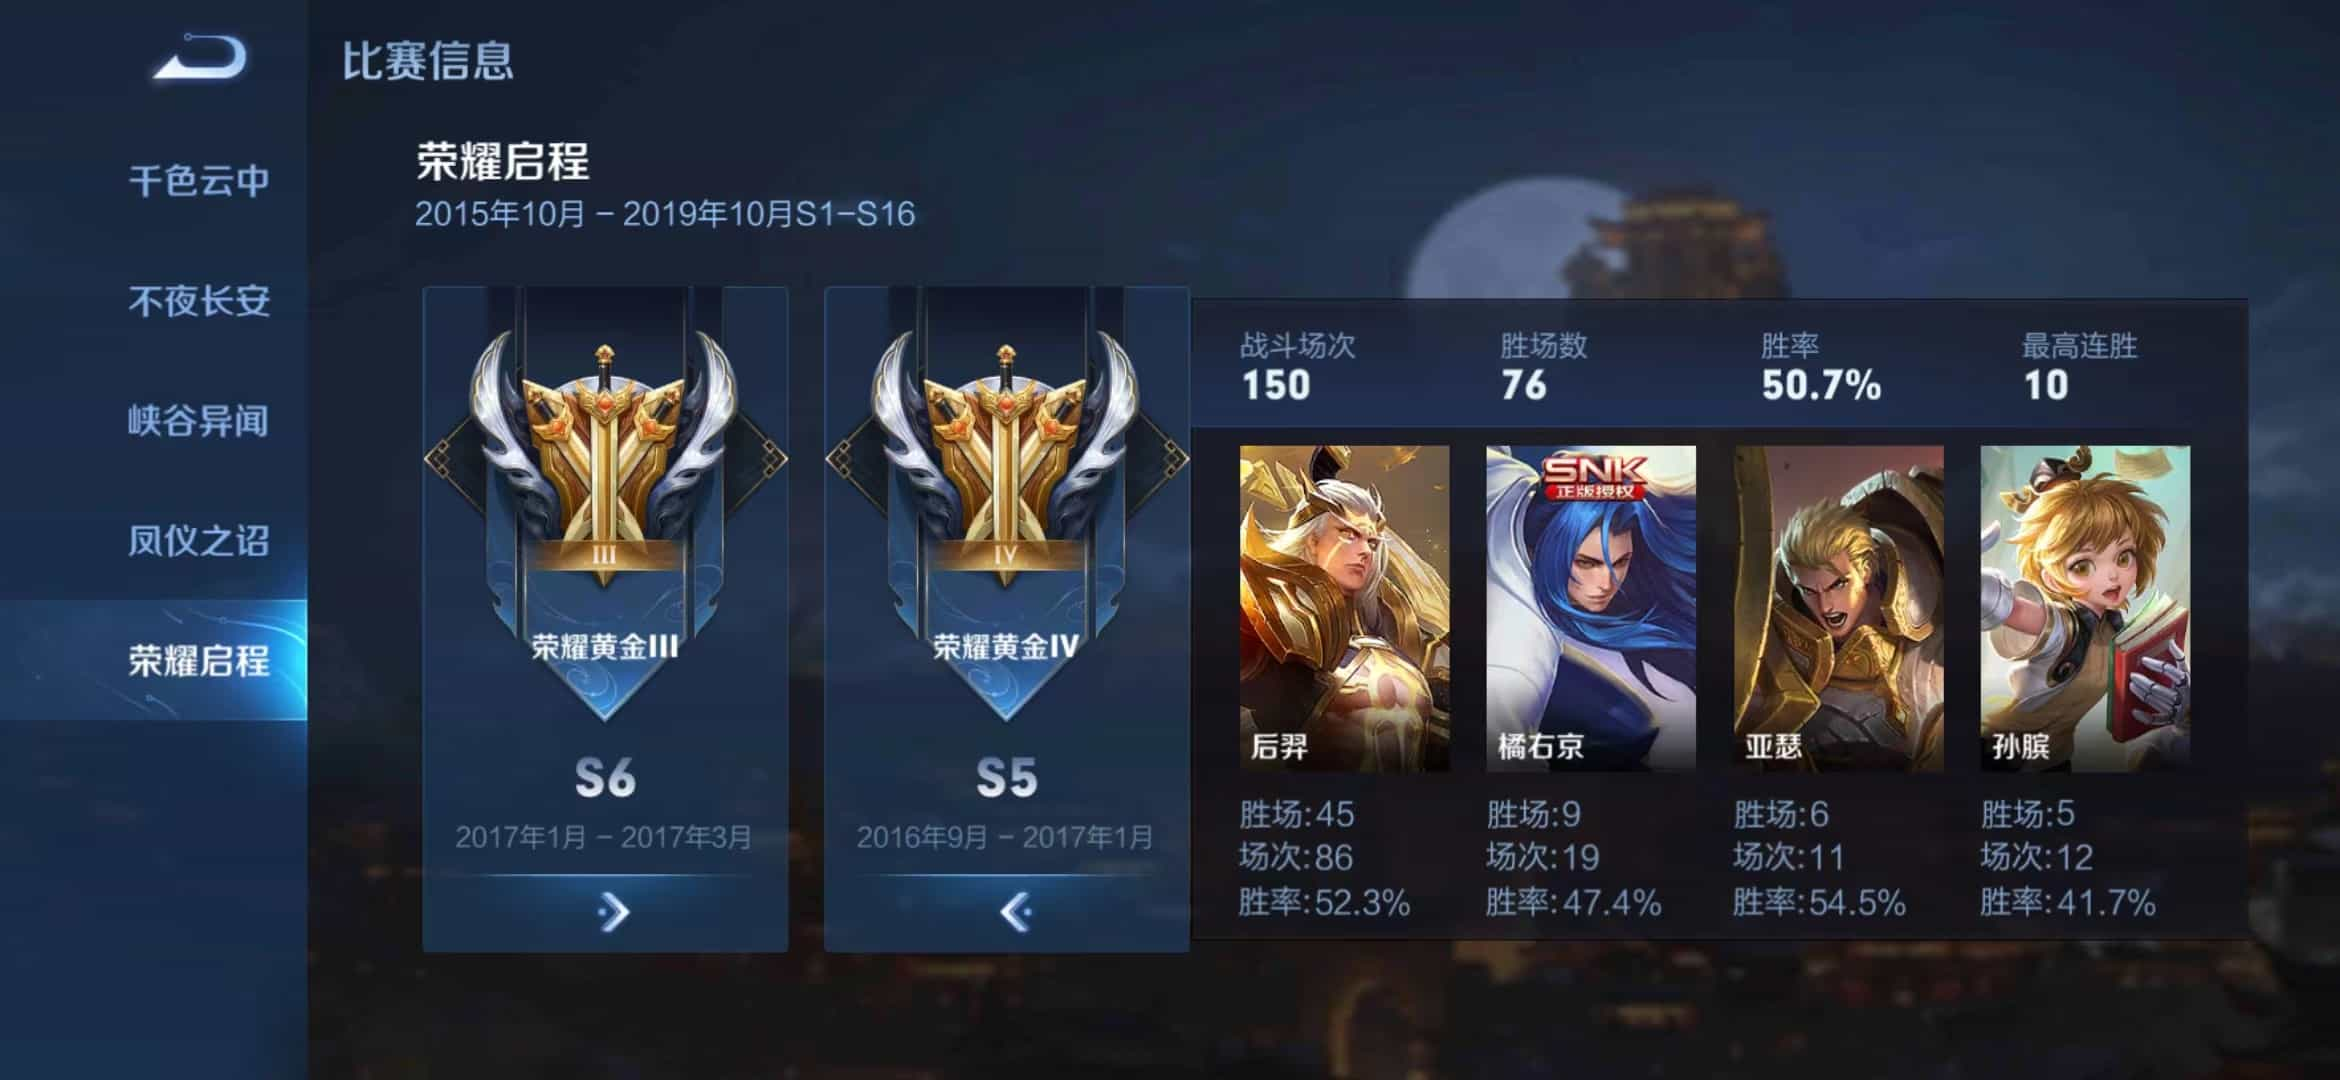 比赛信息
千色云中
不夜长安
峡谷异闻
凤仪之诏
荣耀启程
荣耀启程
2015年10月 – 2019年10月S1–S16
III
荣耀黄金III
S6
2017年1月 – 2017年3月
IV
荣耀黄金IV
S5
2016年9月 – 2017年1月
战斗场次 胜场数 胜率 最高连胜
150 76 50.7% 10
SNK
正版授权
后羿 橘右京 亚瑟 孙膑
胜场:45 胜场:9 胜场:6 胜场:5
场次:86 场次:19 场次:11 场次:12
胜率:52.3% 胜率:47.4% 胜率:54.5% 胜率:41.7%